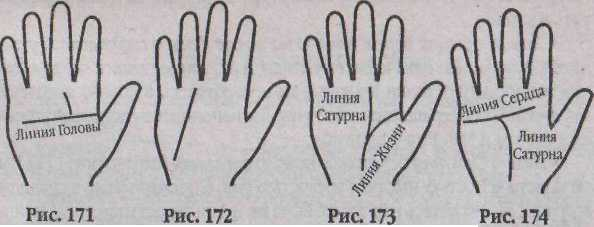 Линия Головы
Линия
Сатурна
Линия Жизни
Линия Сердца
Линия
Сатурна
Рис. 171
Рис. 172
Рис. 173
Рис. 174